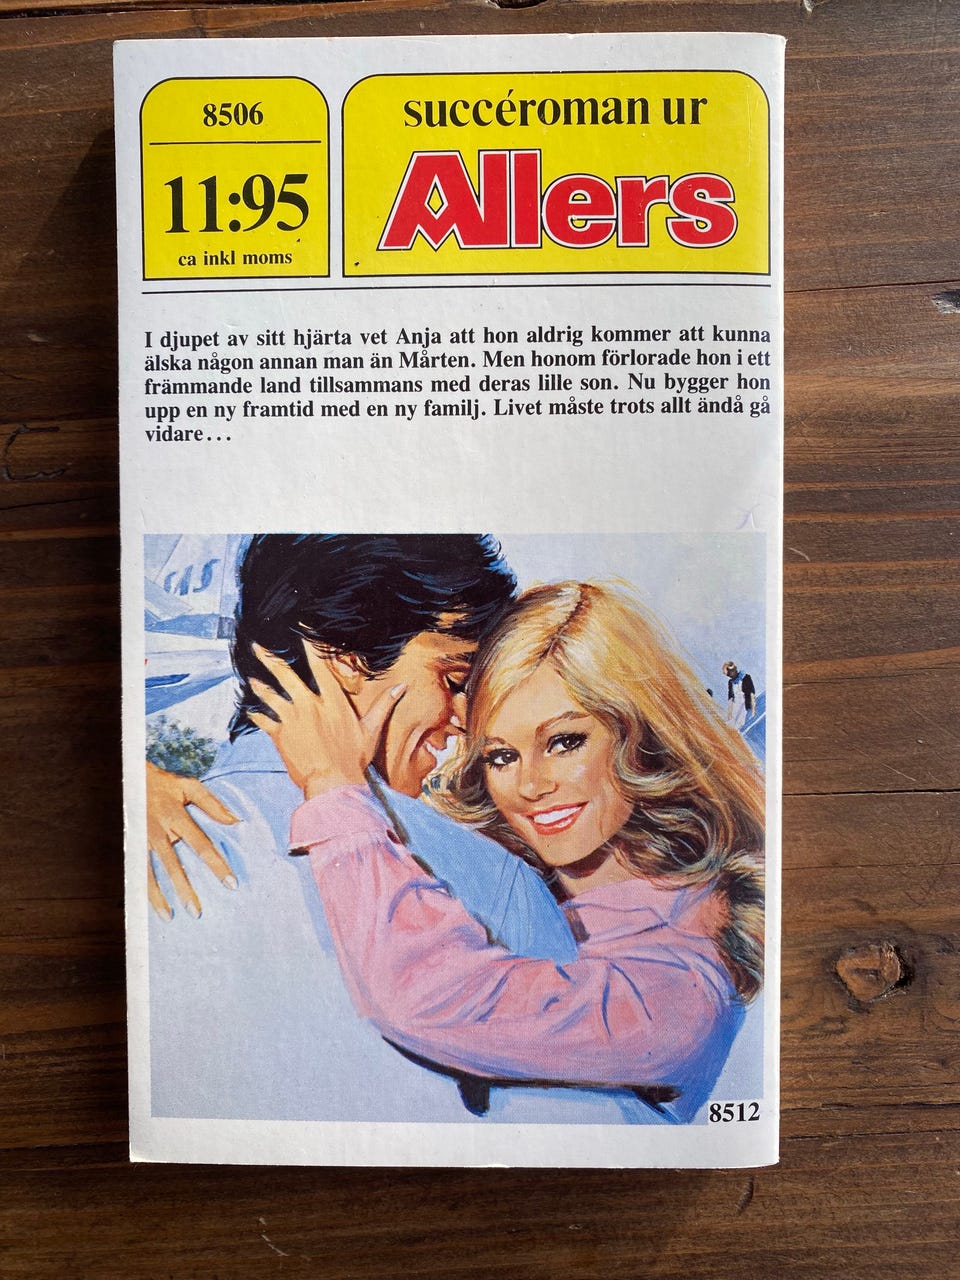 8506
11:95
ca inkl moms
succéroman ur
Allers
I djupet av sitt hjärta vet Anja att hon aldrig kommer att kunna
älska någon annan man än Mårten. Men honom förlorade hon i ett
främmande land tillsammans med deras lille son. Nu bygger hon
upp en ny framtid med en ny familj. Livet måste trots allt ändå gå
vidare...
SAS
8512